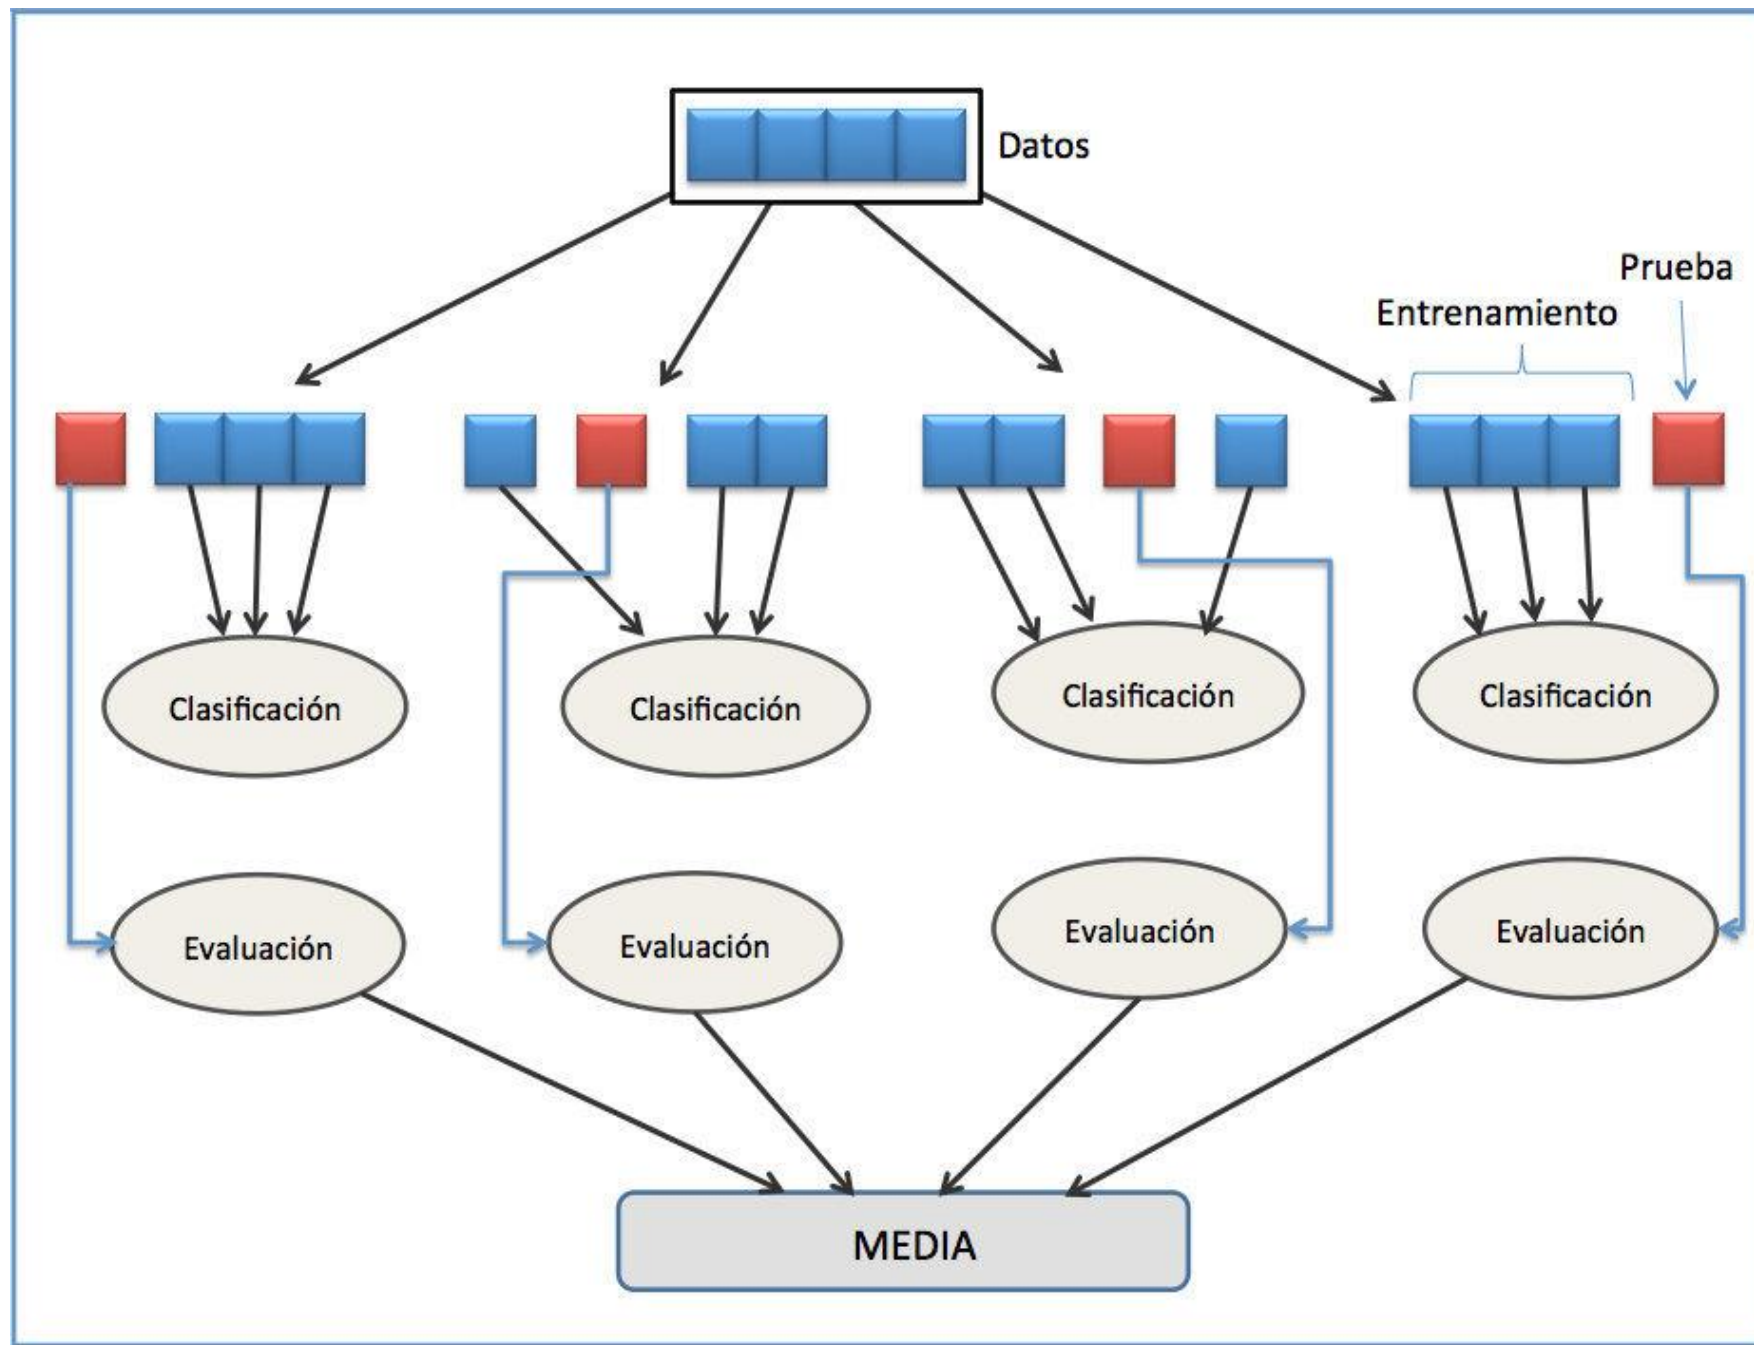 Datos
Prueba
Entrenamiento
Clasificación
Clasificación
Clasificación
Clasificación
Evaluación
Evaluación
Evaluación
Evaluación
MEDIA